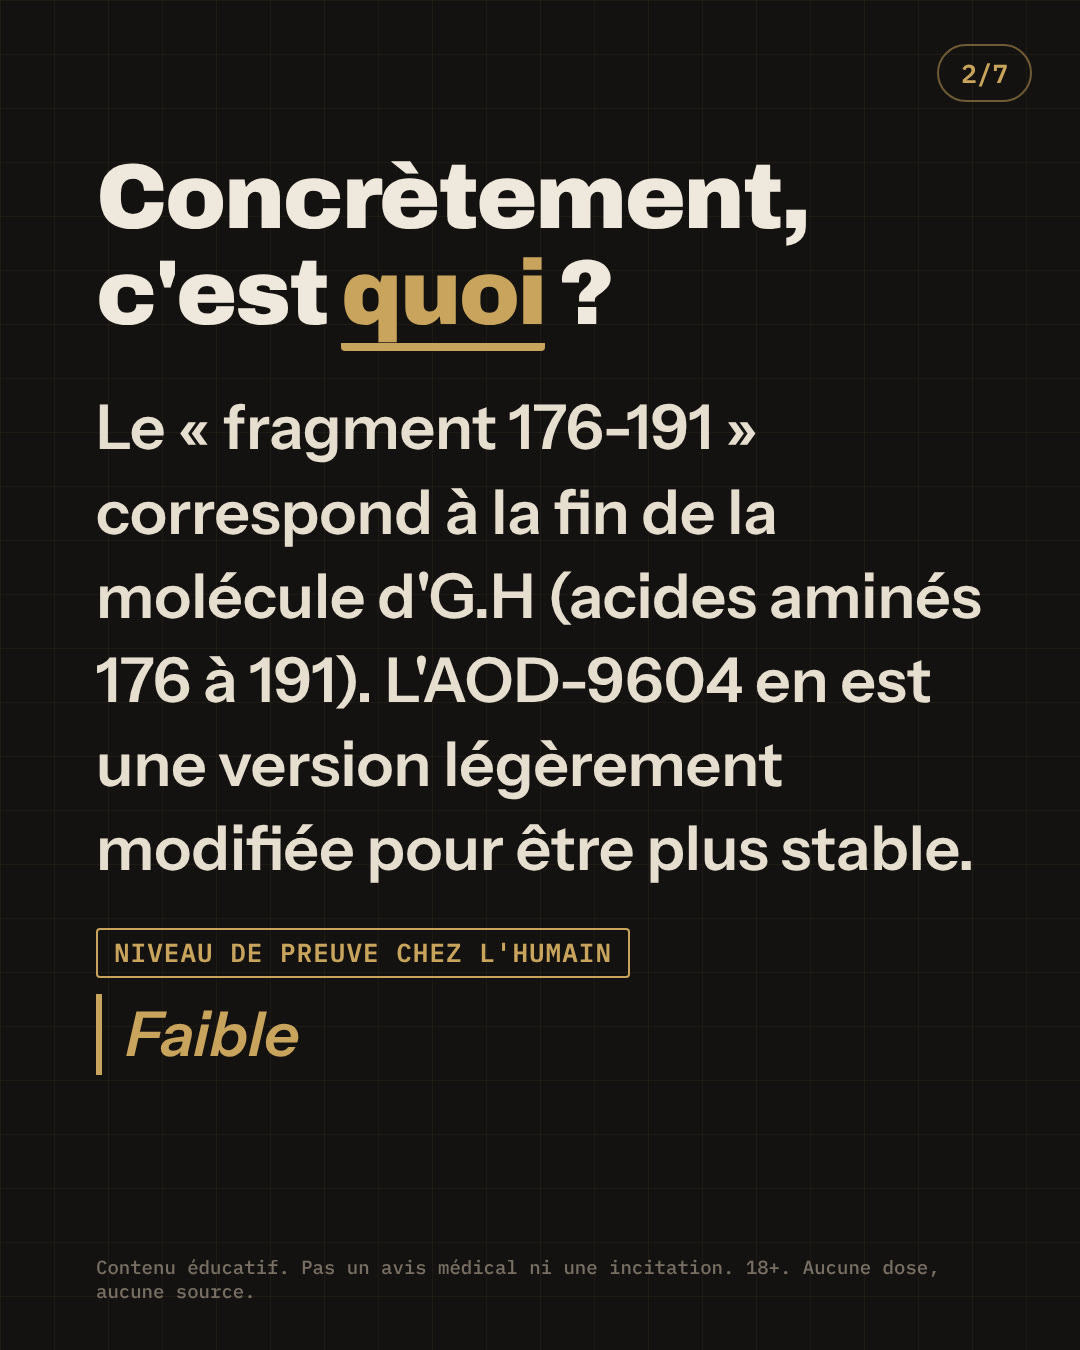 2/7
Concrètement,
c'est quoi ?
Le « fragment 176-191 »
correspond à la fin de la
molécule d'G.H (acides aminés
176 à 191). L'AOD-9604 en est
une version légèrement
modifiée pour être plus stable.
NIVEAU DE PREUVE CHEZ L'HUMAIN
Faible
Contenu éducatif. Pas un avis médical ni une incitation. 18+. Aucune dose,
aucune source.